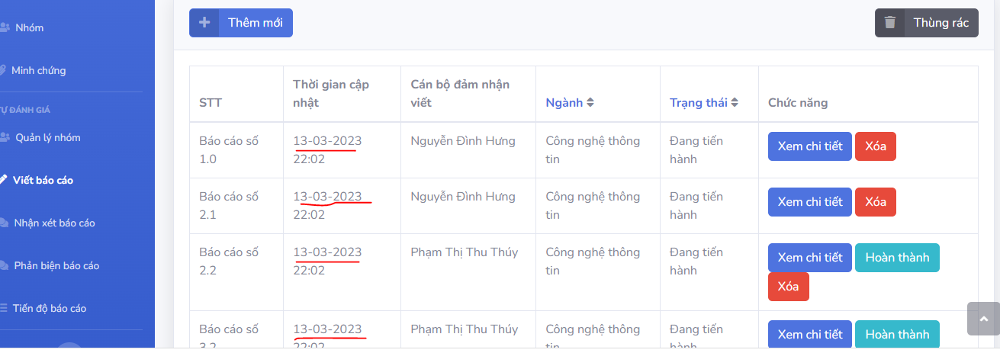 Nhóm
Minh chứng
TỰ ĐÁNH GIÁ
Quản lý nhóm
Viết báo cáo
Nhận xét báo cáo
Phản biện báo cáo
Tiến độ báo cáo
Thêm mới
Thùng rác
STT
Thời gian cập
nhật
Cán bộ đảm nhận
viết
Ngành
Trạng thái
Chức năng
Báo cáo số
1.0
13-03-2023
22:02
Nguyễn Đình Hưng
Công nghệ thông
tin
Đang tiến
hành
Xem chi tiết
Xóa
Báo cáo số
2.1
13-03-2023
22:02
Nguyễn Đình Hưng
Công nghệ thông
tin
Đang tiến
hành
Xem chi tiết
Xóa
Báo cáo số
2.2
13-03-2023
22:02
Phạm Thị Thu Thúy
Công nghệ thông
tin
Đang tiến
hành
Xem chi tiết
Hoàn thành
Xóa
Báo cáo số
3.2
13-03-2023
22:02
Phạm Thị Thu Thúy
Công nghệ thông
tin
Đang tiến
hành
Xem chi tiết
Hoàn thành